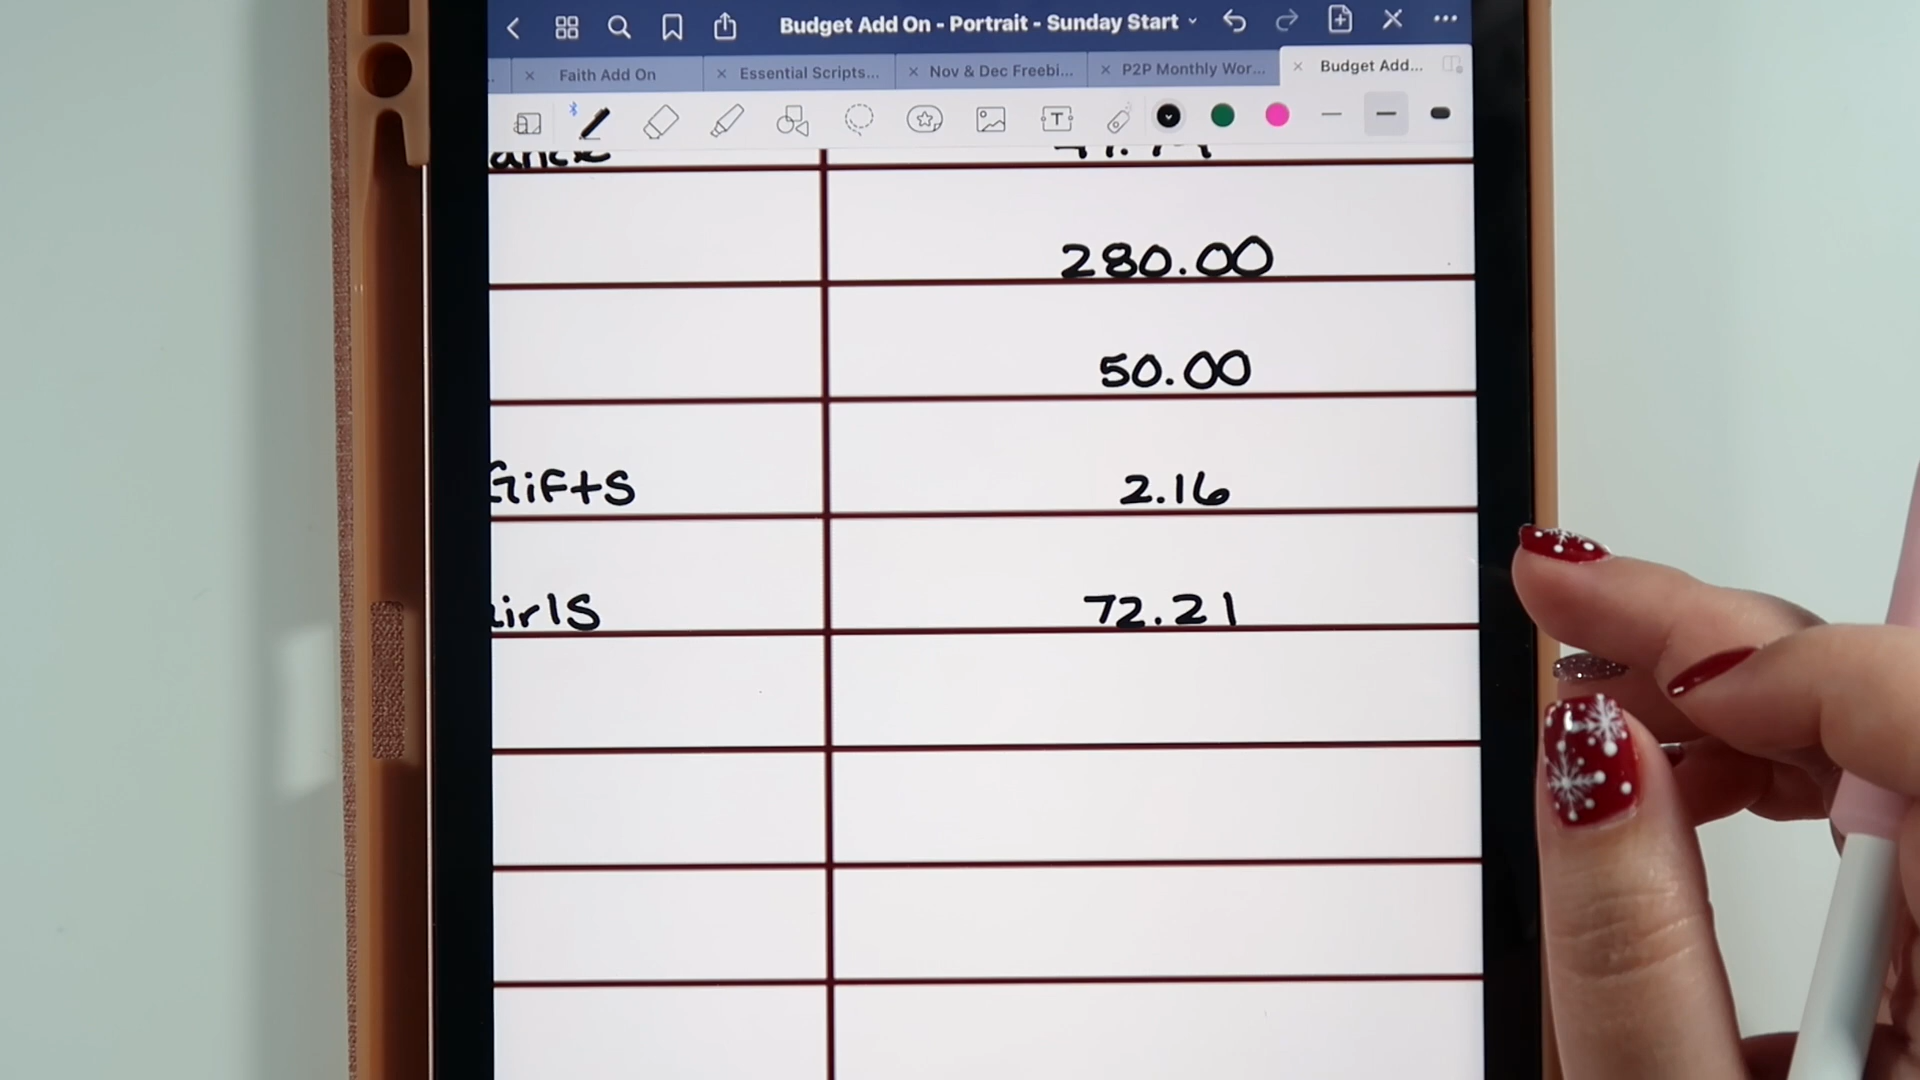 Budget Add On - Portrait - Sunday Start
Faith Add On
Essential Scripts...
Nov & Dec Freebi...
P2P Monthly Wor...
Budget Add...
T
280.00
50.00
Gifts 2.16
irls 72.21